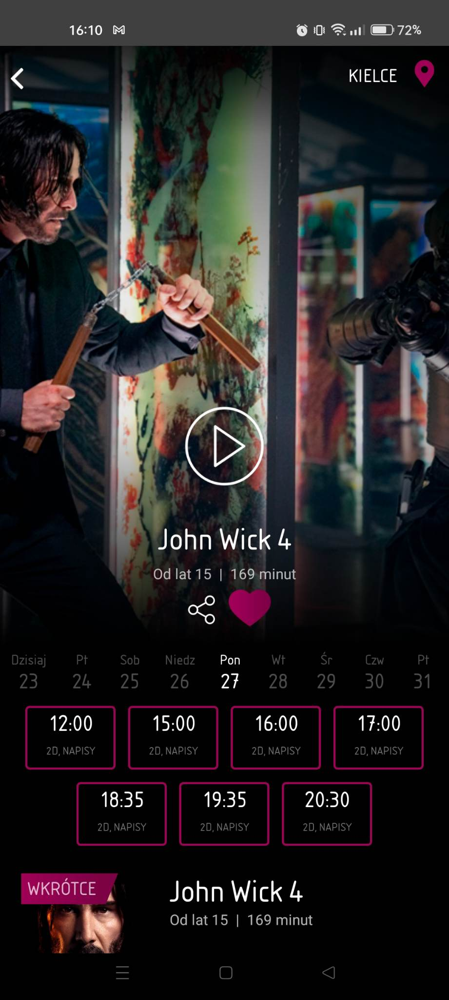 16:10
72%
KIELCE
John Wick 4
Od lat 15 | 169 minut
Dzisiaj Pt Sob Niedz Pon Wt Śr Czw Pt
23 24 25 26 27 28 29 30 31
12:00 15:00 16:00 17:00
2D, NAPISY 2D, NAPISY 2D, NAPISY 2D, NAPISY
18:35 19:35 20:30
2D, NAPISY 2D, NAPISY 2D, NAPISY
WKRÓTCE
John Wick 4
Od lat 15 | 169 minut